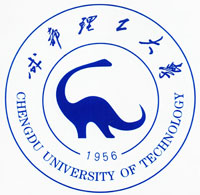 成都理工大学
1956
CHENGDU UNIVERSITY OF TECHNOLOGY